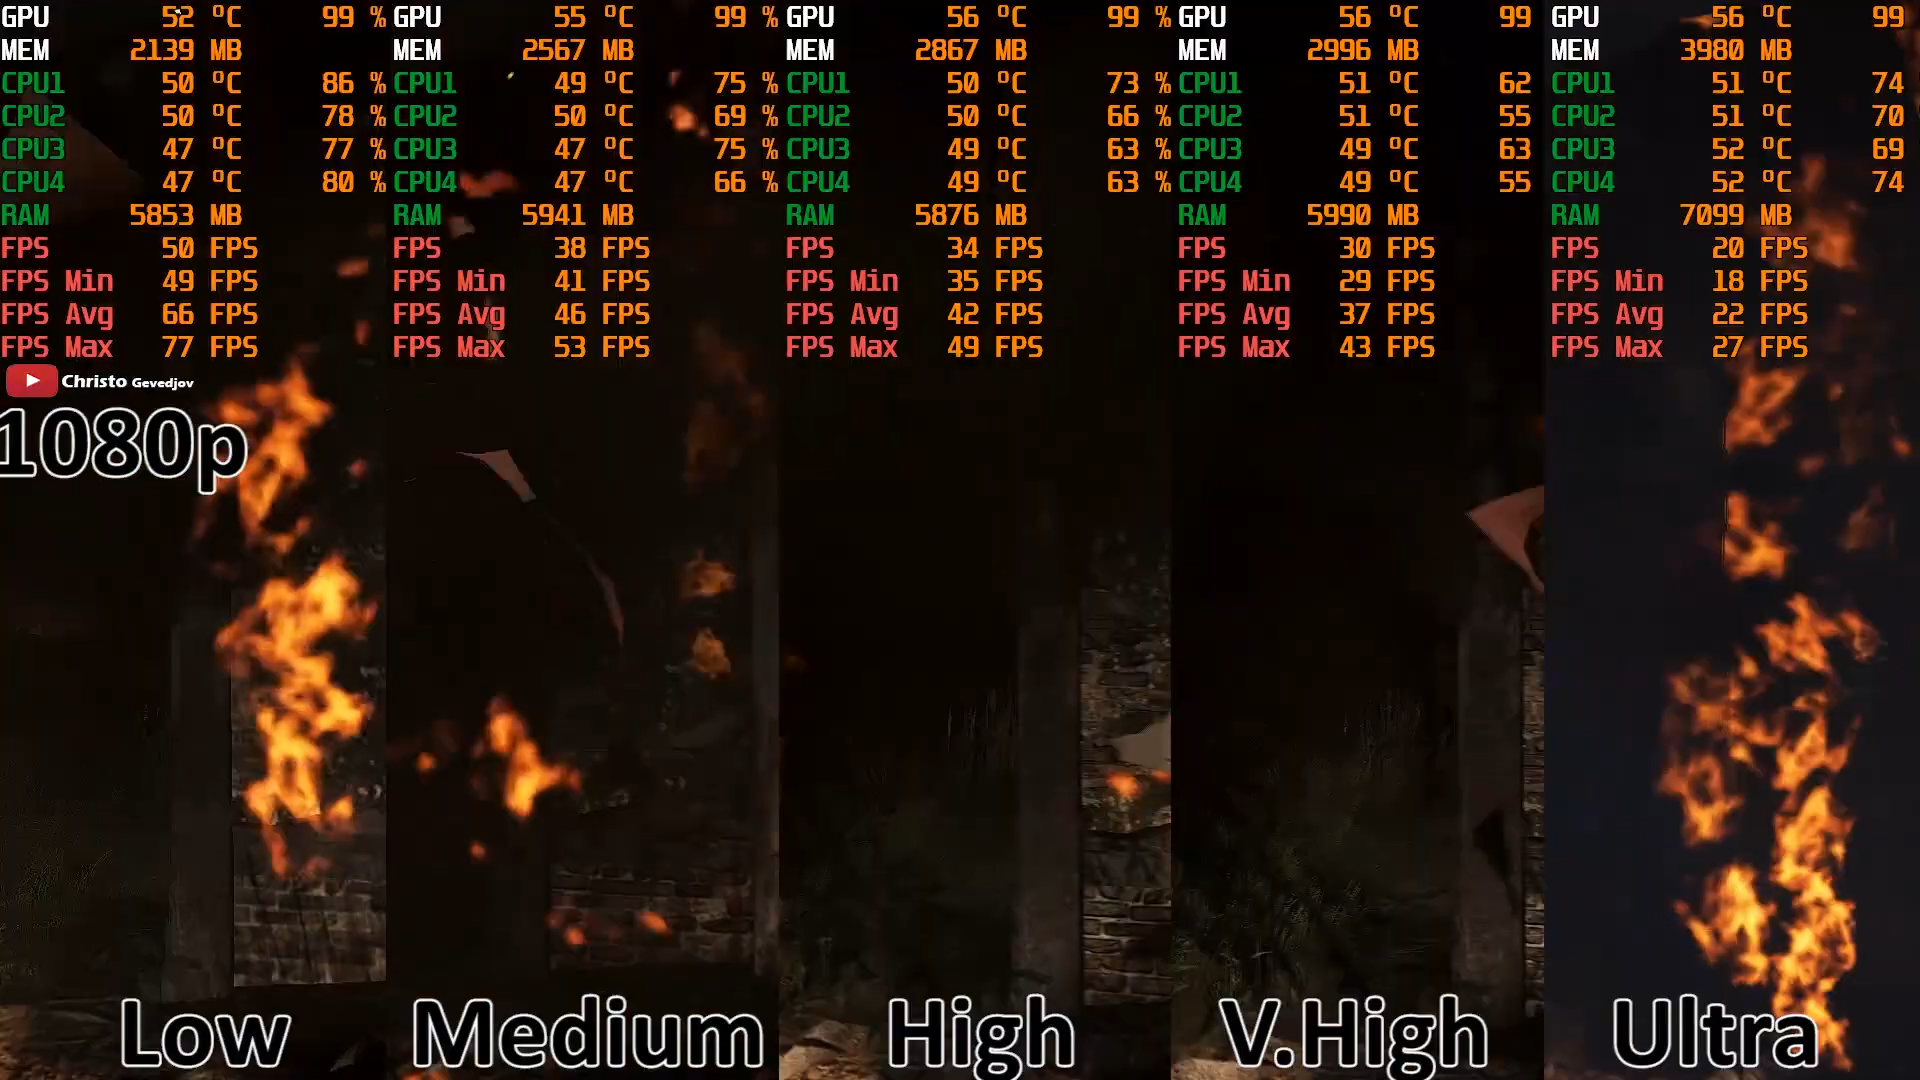 GPU 52 °C 99 % GPU 55 °C 99 % GPU 56 °C 99 % GPU 56 °C 99 GPU 56 °C 99
MEM 2139 MB MEM 2567 MB MEM 2867 MB MEM 2996 MB MEM 3980 MB
CPU1 50 °C 86 % CPU1 49 °C 75 % CPU1 50 °C 73 % CPU1 51 °C 62 CPU1 51 °C 74
CPU2 50 °C 78 % CPU2 50 °C 69 % CPU2 50 °C 66 % CPU2 51 °C 55 CPU2 51 °C 70
CPU3 47 °C 77 % CPU3 47 °C 75 % CPU3 49 °C 63 % CPU3 49 °C 63 CPU3 52 °C 69
CPU4 47 °C 80 % CPU4 47 °C 66 % CPU4 49 °C 63 % CPU4 49 °C 55 CPU4 52 °C 74
RAM 5853 MB RAM 5941 MB RAM 5876 MB RAM 5990 MB RAM 7099 MB
FPS 50 FPS FPS 38 FPS FPS 34 FPS FPS 30 FPS FPS 20 FPS
FPS Min 49 FPS FPS Min 41 FPS FPS Min 35 FPS FPS Min 29 FPS FPS Min 18 FPS
FPS Avg 66 FPS FPS Avg 46 FPS FPS Avg 42 FPS FPS Avg 37 FPS FPS Avg 22 FPS
FPS Max 77 FPS FPS Max 53 FPS FPS Max 49 FPS FPS Max 43 FPS FPS Max 27 FPS
Christo Gevedjov
1080p
Low Medium High V.High Ultra